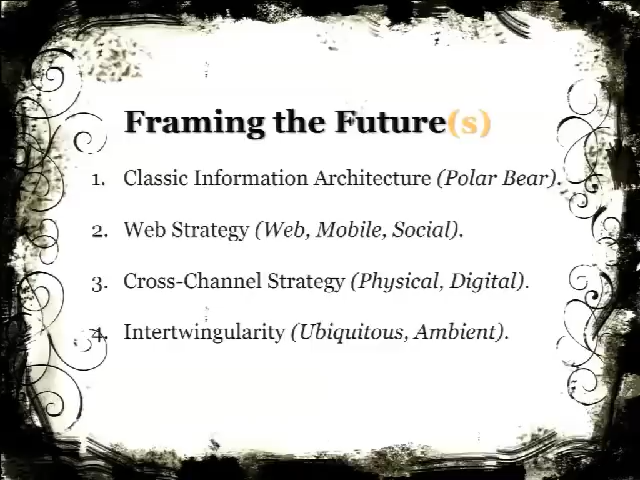 Framing the Future(s)
1. Classic Information Architecture (Polar Bear).
2. Web Strategy (Web, Mobile, Social).
3. Cross-Channel Strategy (Physical, Digital).
4. Intertwingularity (Ubiquitous, Ambient).